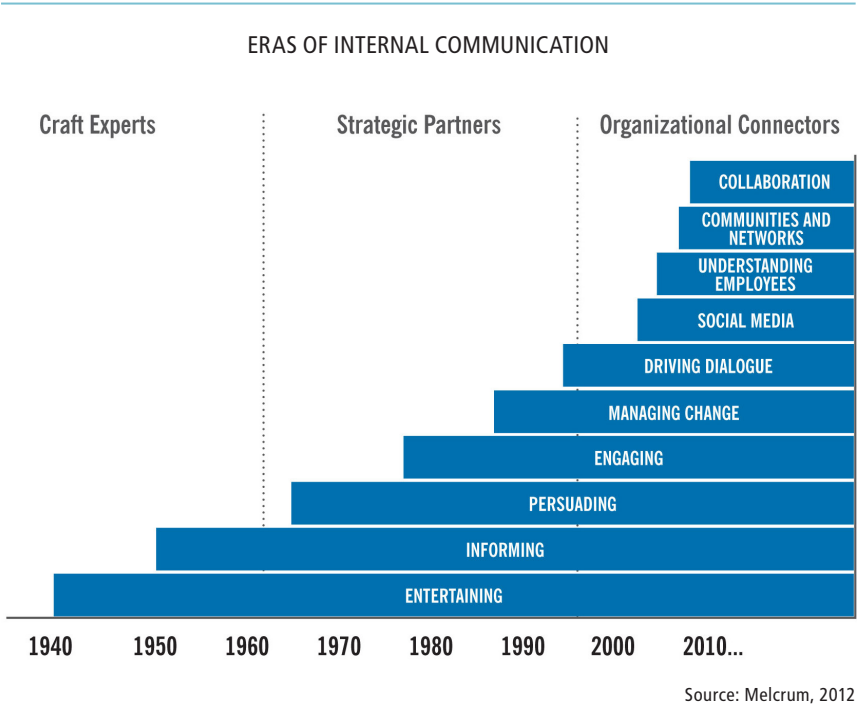 ERAS OF INTERNAL COMMUNICATION
Craft Experts
Strategic Partners
Organizational Connectors
COLLABORATION
COMMUNITIES AND
NETWORKS
UNDERSTANDING
EMPLOYEES
SOCIAL MEDIA
DRIVING DIALOGUE
MANAGING CHANGE
ENGAGING
PERSUADING
INFORMING
ENTERTAINING
1940 1950 1960 1970 1980 1990 2000 2010...
Source: Melcrum, 2012